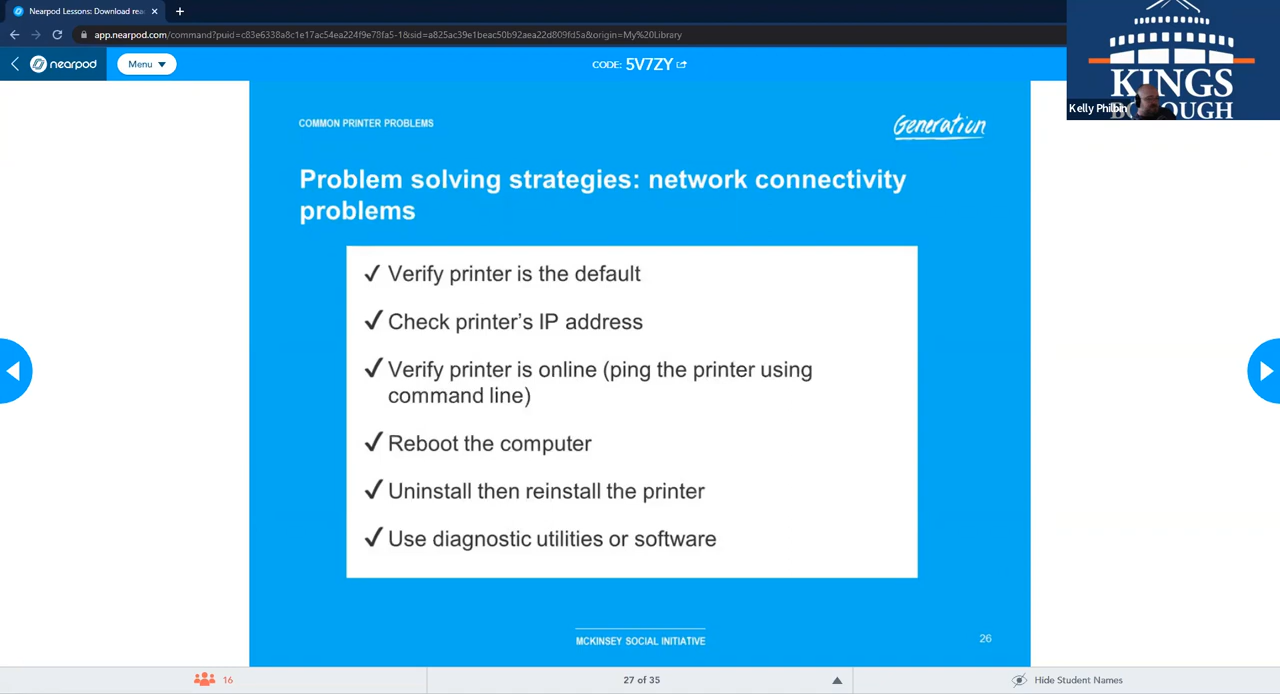 Nearpod Lessons: Download rea
app.nearpod.com/command?puid=c83e6338a8c1e17ac54ea224f9e78fa5-1&sid=a825ac39e1beac50b92aea22d809fd5a&origin=My%20Library
nearpod
Menu
CODE: 5V7ZY
KINGS
BOROUGH
Kelly Philbin
COMMON PRINTER PROBLEMS
Generation
Problem solving strategies: network connectivity
problems
✓ Verify printer is the default
✓ Check printer’s IP address
✓ Verify printer is online (ping the printer using
command line)
✓ Reboot the computer
✓ Uninstall then reinstall the printer
✓ Use diagnostic utilities or software
MCKINSEY SOCIAL INITIATIVE
26
16
27 of 35
Hide Student Names